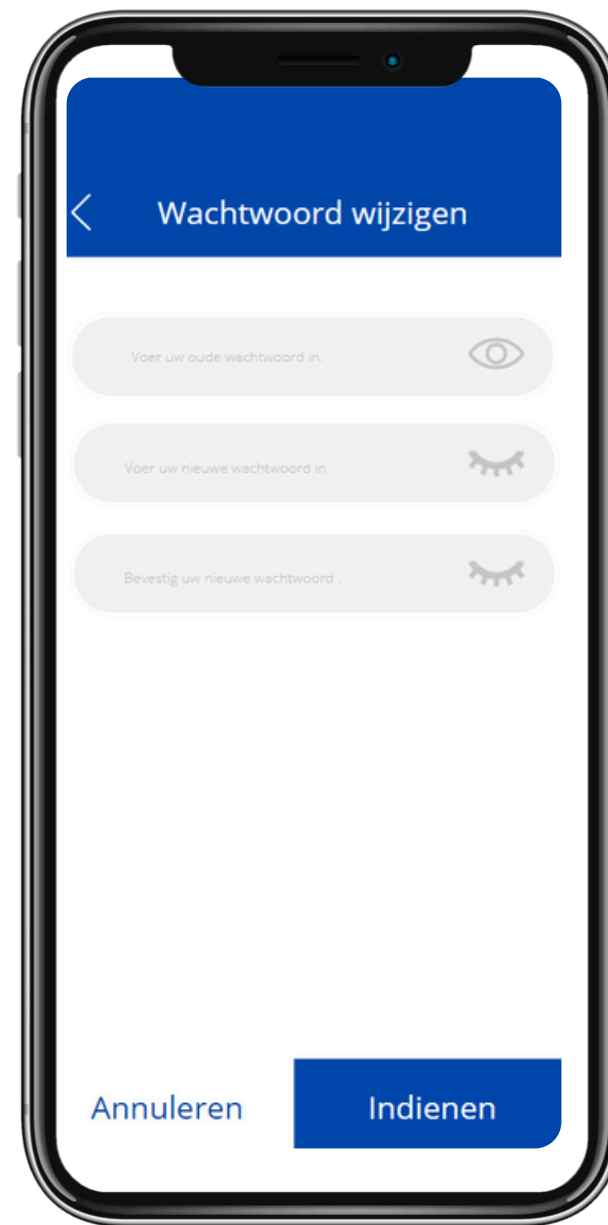 Wachtwoord wijzigen
Voer uw oude wachtwoord in.
Voer uw nieuwe wachtwoord in.
Bevestig uw nieuwe wachtwoord .
Annuleren
Indienen